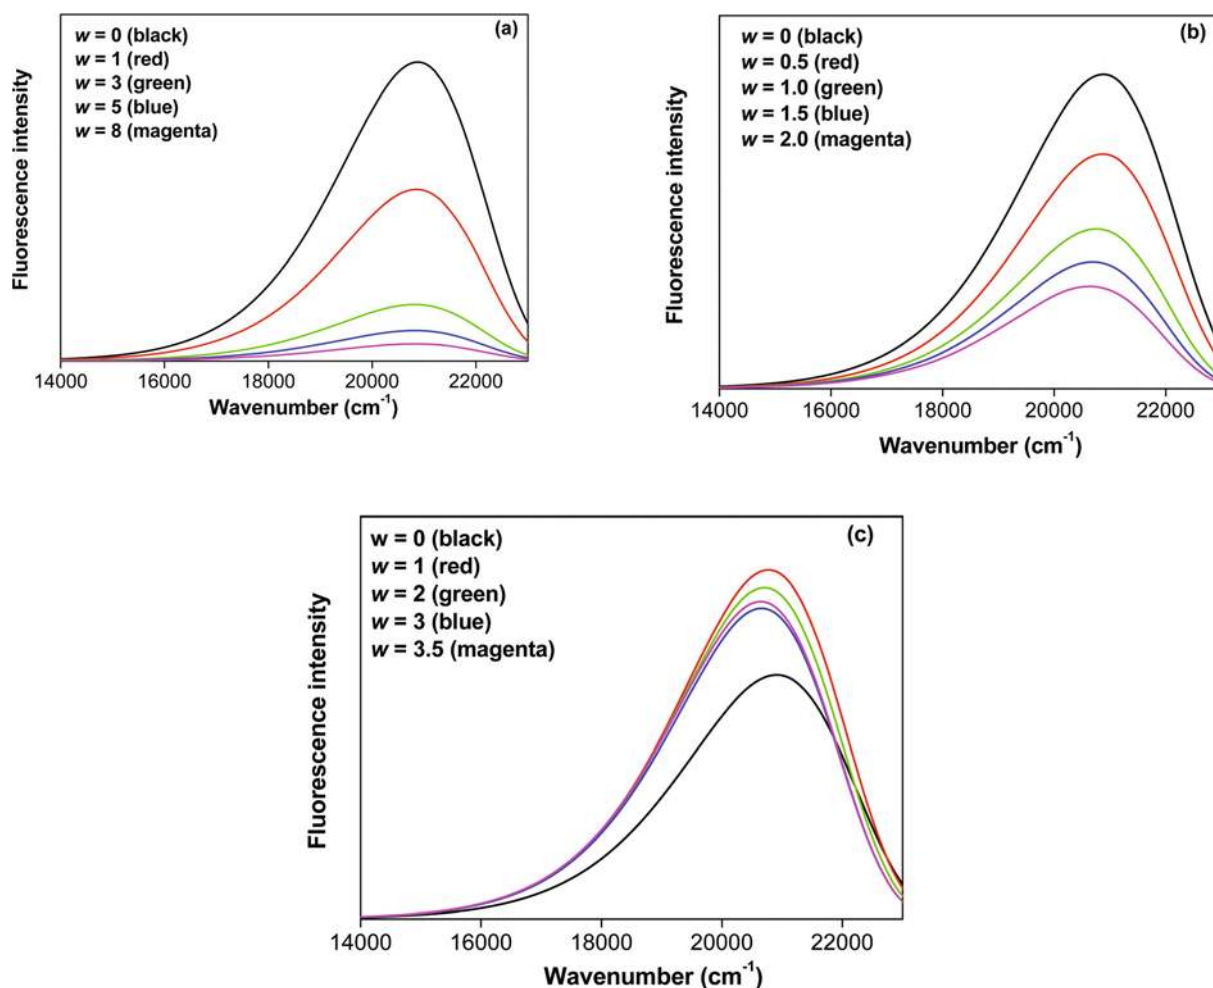 (a)
w = 0 (black)
w = 1 (red)
w = 3 (green)
w = 5 (blue)
w = 8 (magenta)
Fluorescence intensity
14000 16000 18000 20000 22000
Wavenumber (cm⁻¹)
(b)
w = 0 (black)
w = 0.5 (red)
w = 1.0 (green)
w = 1.5 (blue)
w = 2.0 (magenta)
Fluorescence intensity
14000 16000 18000 20000 22000
Wavenumber (cm⁻¹)
(c)
w = 0 (black)
w = 1 (red)
w = 2 (green)
w = 3 (blue)
w = 3.5 (magenta)
Fluorescence intensity
14000 16000 18000 20000 22000
Wavenumber (cm⁻¹)